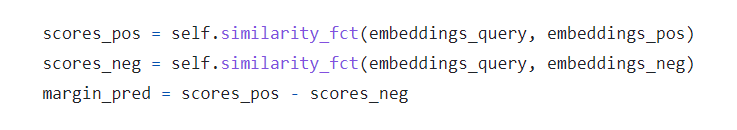 scores_pos = self.similarity_fct(embeddings_query, embeddings_pos)
scores_neg = self.similarity_fct(embeddings_query, embeddings_neg)
margin_pred = scores_pos - scores_neg